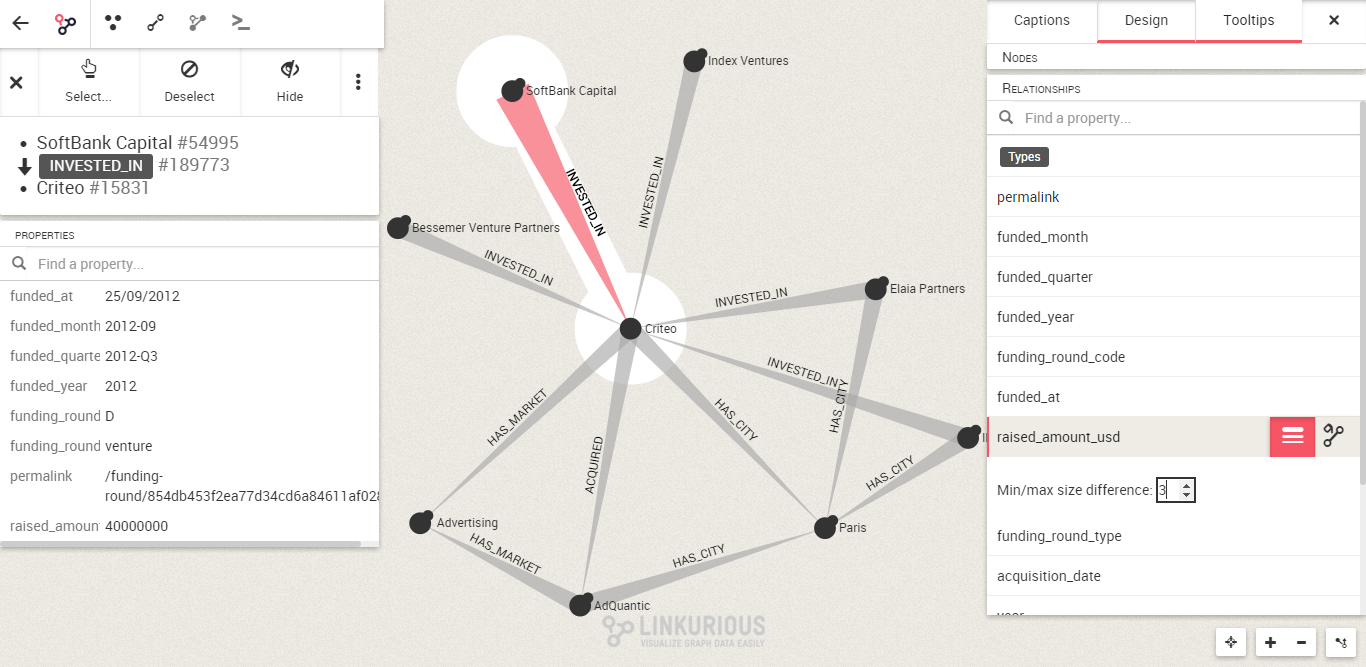 Select...
Deselect
Hide
SoftBank Capital #54995
INVESTED_IN #189773
Criteo #15831
PROPERTIES
Find a property...
funded_at 25/09/2012
funded_month 2012-09
funded_quarte 2012-Q3
funded_year 2012
funding_round D
funding_round venture
permalink /funding-
round/854db453f2ea77d34cd6a84611af028
raised_amoun 40000000
SoftBank Capital
Index Ventures
INVESTED_IN
INVESTED_IN
Bessemer Venture Partners
INVESTED_IN
Elaia Partners
INVESTED_IN
Criteo
INVESTED_IN
HAS_MARKET
HAS_CITY
HAS_CITY
ACQUIRED
HAS_CITY
Advertising
Paris
HAS_MARKET
HAS_CITY
AdQuantic
LINKURIOUS
VISUALIZE GRAPH DATA EASILY
Captions
Design
Tooltips
NODES
RELATIONSHIPS
Find a property...
Types
permalink
funded_month
funded_quarter
funded_year
funding_round_code
funded_at
raised_amount_usd
Min/max size difference: 3
funding_round_type
acquisition_date